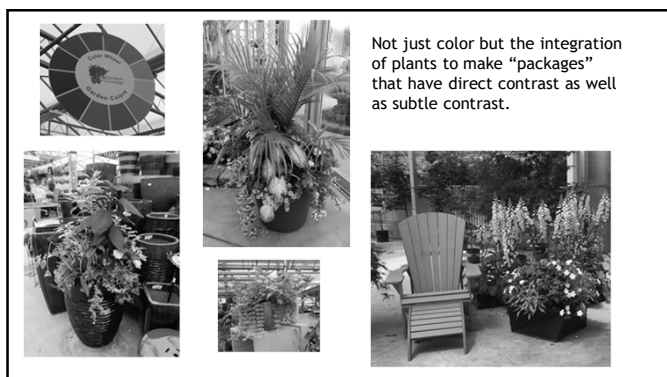 Color Wheel
Garden Colors
Not just color but the integration
of plants to make “packages”
that have direct contrast as well
as subtle contrast.